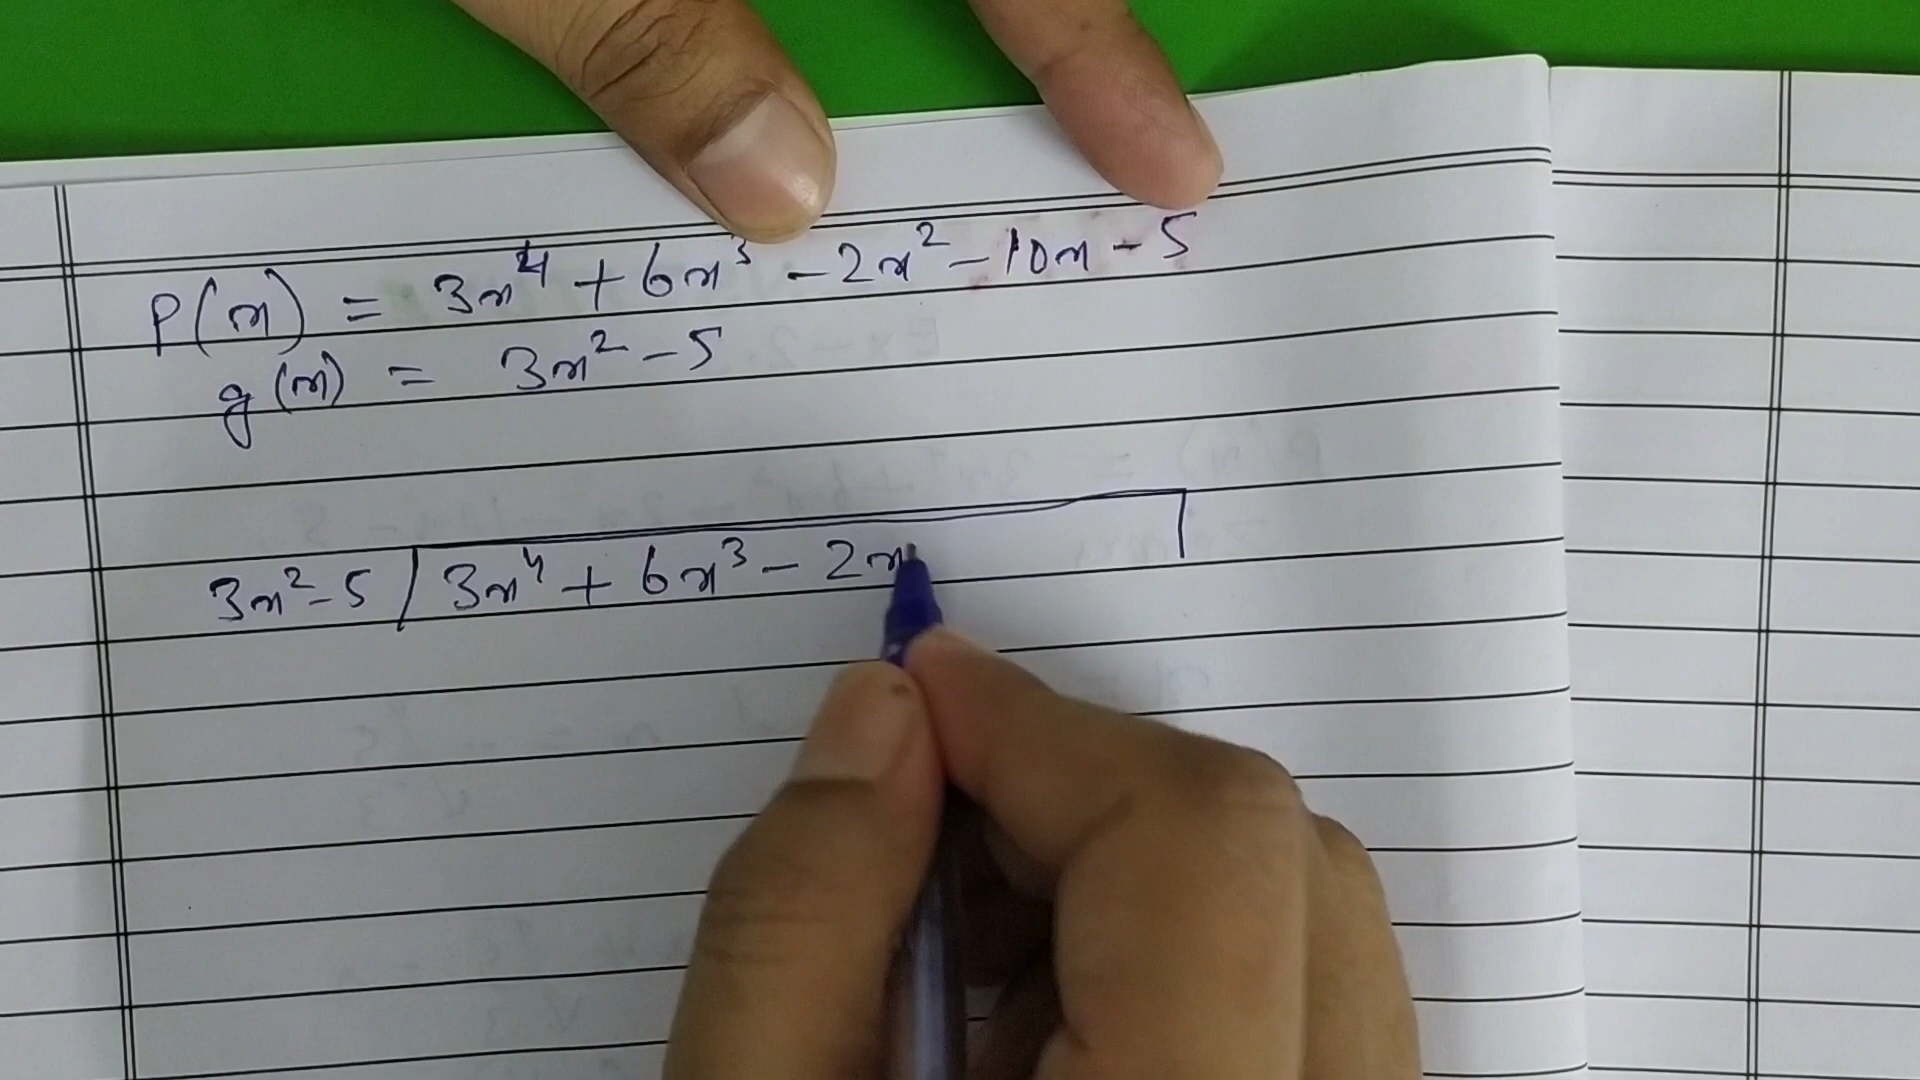 P(x) = 3x⁴ + 6x³ - 2x² - 10x - 5
g(x) = 3x² - 5
3x² - 5 / 3x⁴ + 6x³ - 2x